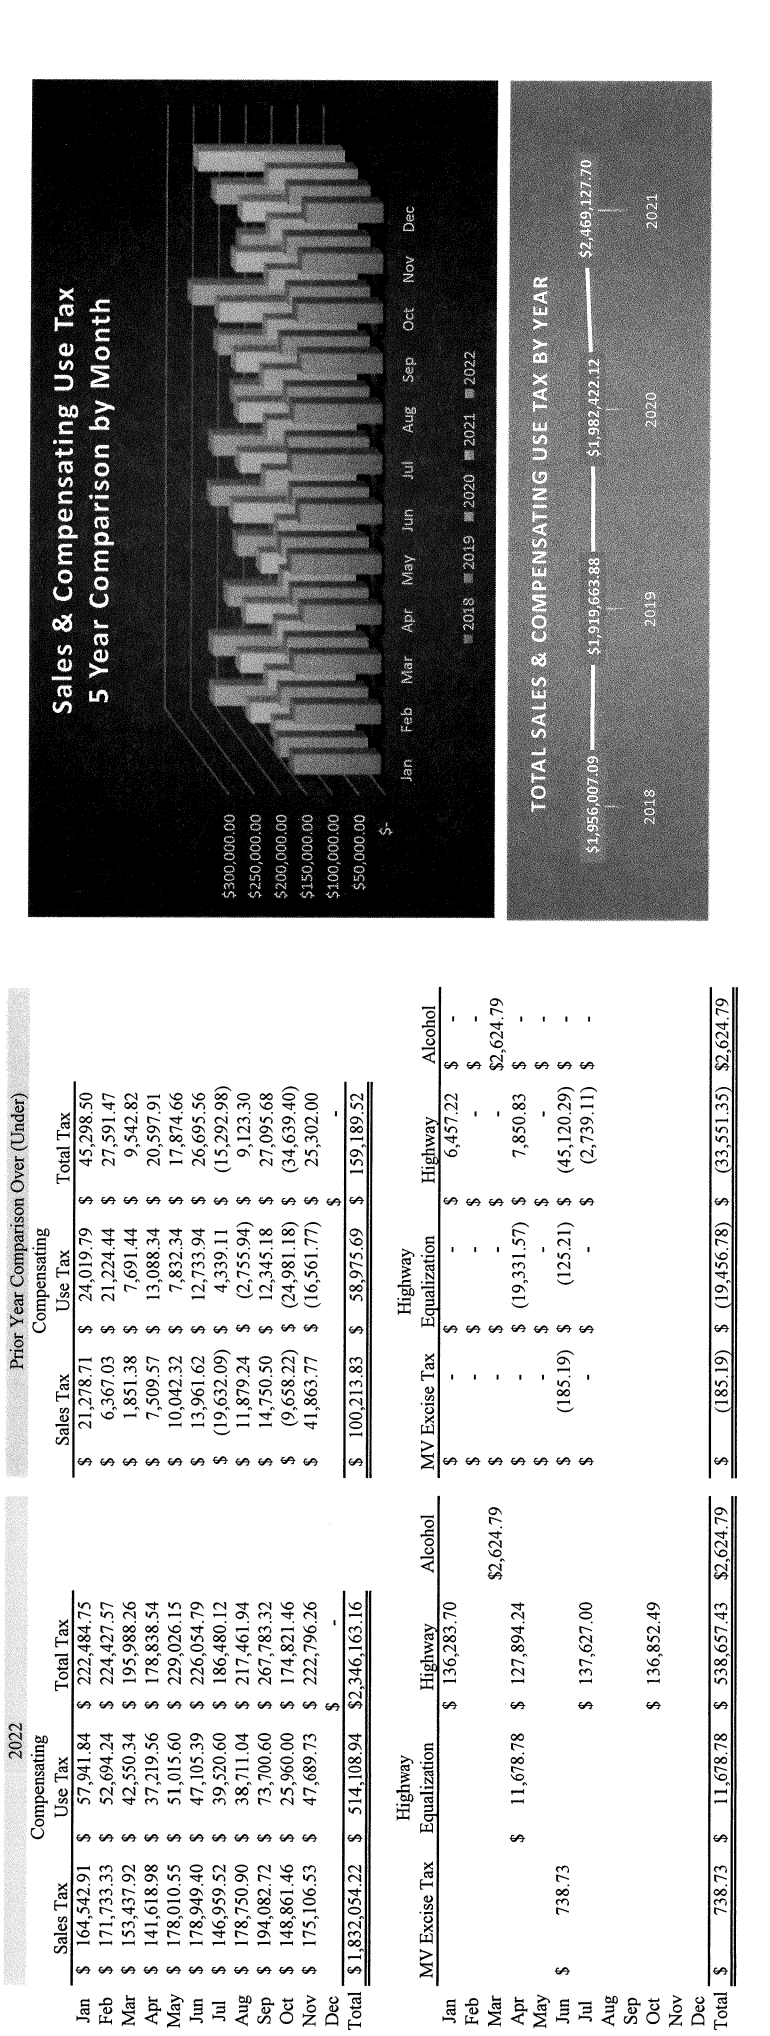 2022
Compensating
Sales Tax Use Tax Total Tax
Jan $ 164,542.91 $ 57,941.84 $ 222,484.75
Feb $ 171,733.33 $ 52,694.24 $ 224,427.57
Mar $ 153,437.92 $ 42,550.34 $ 195,988.26
Apr $ 141,618.98 $ 37,219.56 $ 178,838.54
May $ 178,010.55 $ 51,015.60 $ 229,026.15
Jun $ 178,949.40 $ 47,105.39 $ 226,054.79
Jul $ 146,959.52 $ 39,520.60 $ 186,480.12
Aug $ 178,750.90 $ 38,711.04 $ 217,461.94
Sep $ 194,082.72 $ 73,700.60 $ 267,783.32
Oct $ 148,861.46 $ 25,960.00 $ 174,821.46
Nov $ 175,106.53 $ 47,689.73 $ 222,796.26
Dec $ -
Total $ 1,832,054.22 $ 514,108.94 $2,346,163.16
Highway
MV Excise Tax Equalization Highway Alcohol
Jan $ 136,283.70
Feb
Mar $2,624.79
Apr $ 11,678.78 $ 127,894.24
May
Jun $ 738.73
Jul $ 137,627.00
Aug
Sep
Oct $ 136,852.49
Nov
Dec
Total $ 738.73 $ 11,678.78 $ 538,657.43 $2,624.79
Prior Year Comparison Over (Under)
Compensating
Sales Tax Use Tax Total Tax
$ 21,278.71 $ 24,019.79 $ 45,298.50
$ 6,367.03 $ 21,224.44 $ 27,591.47
$ 1,851.38 $ 7,691.44 $ 9,542.82
$ 7,509.57 $ 13,088.34 $ 20,597.91
$ 10,042.32 $ 7,832.34 $ 17,874.66
$ 13,961.62 $ 12,733.94 $ 26,695.56
$ (19,632.09) $ 4,339.11 $ (15,292.98)
$ 11,879.24 $ (2,755.94) $ 9,123.30
$ 14,750.50 $ 12,345.18 $ 27,095.68
$ (9,658.22) $ (24,981.18) $ (34,639.40)
$ 41,863.77 $ (16,561.77) $ 25,302.00
$ -
$ 100,213.83 $ 58,975.69 $ 159,189.52
Highway
MV Excise Tax Equalization Highway Alcohol
$ - $ - $ 6,457.22 $ -
$ - $ - $ - $ -
$ - $ - $ - $2,624.79
$ - $ (19,331.57) $ 7,850.83 $ -
$ - $ - $ - $ -
$ (185.19) $ (125.21) $ (45,120.29) $ -
$ - $ - $ (2,739.11) $ -
$ (185.19) $ (19,456.78) $ (33,551.35) $2,624.79
Sales & Compensating Use Tax
5 Year Comparison by Month
$300,000.00
$250,000.00
$200,000.00
$150,000.00
$100,000.00
$50,000.00
$-
Jan Feb Mar Apr May Jun Jul Aug Sep Oct Nov Dec
2018 2019 2020 2021 2022
TOTAL SALES & COMPENSATING USE TAX BY YEAR
$1,956,007.09 $1,919,663.88 $1,982,422.12 $2,469,127.70
2018 2019 2020 2021